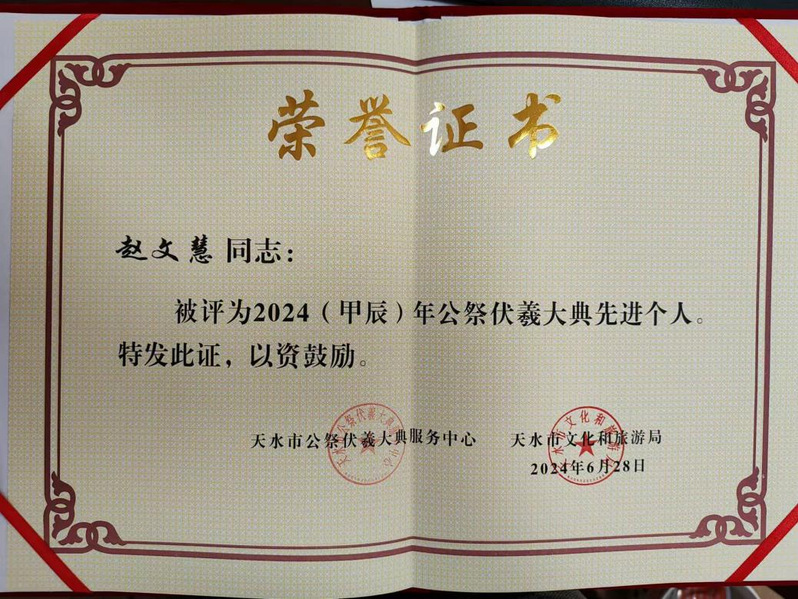 荣誉证书
赵文慧 同志：
被评为2024（甲辰）年公祭伏羲大典先进个人。
特发此证，以资鼓励。
天水市公祭伏羲大典服务中心 天水市文化和旅游局
2024年6月28日